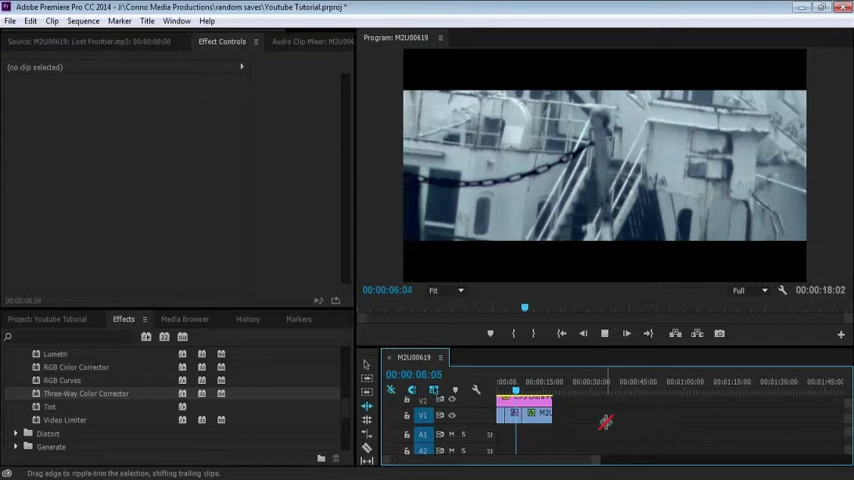 Adobe Premiere Pro CC 2014 - J:\Conno Media Productions\random saves\Youtube Tutorial.prproj *
File Edit Clip Sequence Marker Title Window Help
Source: M2U00619: Lost Frontier.mp3: 00:00:00:00 Effect Controls Audio Clip Mixer: M2U00619 Program: M2U00619
(no clip selected)
00:00:06:04 Fit Full 00:00:18:02
00:00:06:04
Project: Youtube Tutorial Effects Media Browser History Markers
Lumetri
RGB Color Corrector
RGB Curves
Three-Way Color Corrector
Tint
Video Limiter
Distort
Generate
M2U00619
00:00:06:05
:00:00 00:00:15:00 00:00:30:00 00:00:45:00 00:01:00:00 00:01:15:00 00:01:30:00 00:01:45:00
V2
V1 M2U
A1 M S
A2 M S
Drag edge to ripple-trim the selection, shifting trailing clips.